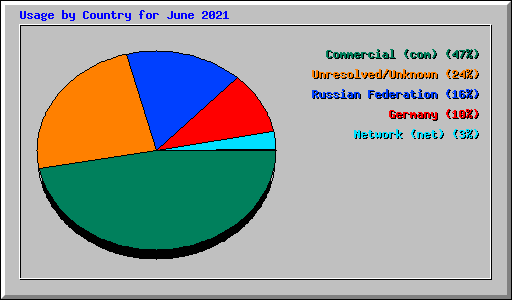 Usage by Country for June 2021
Commercial (com) (47%)
Unresolved/Unknown (24%)
Russian Federation (16%)
Germany (10%)
Network (net) (3%)